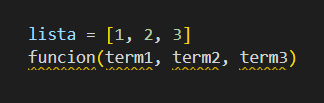 lista = [1, 2, 3]
funcion(term1, term2, term3)